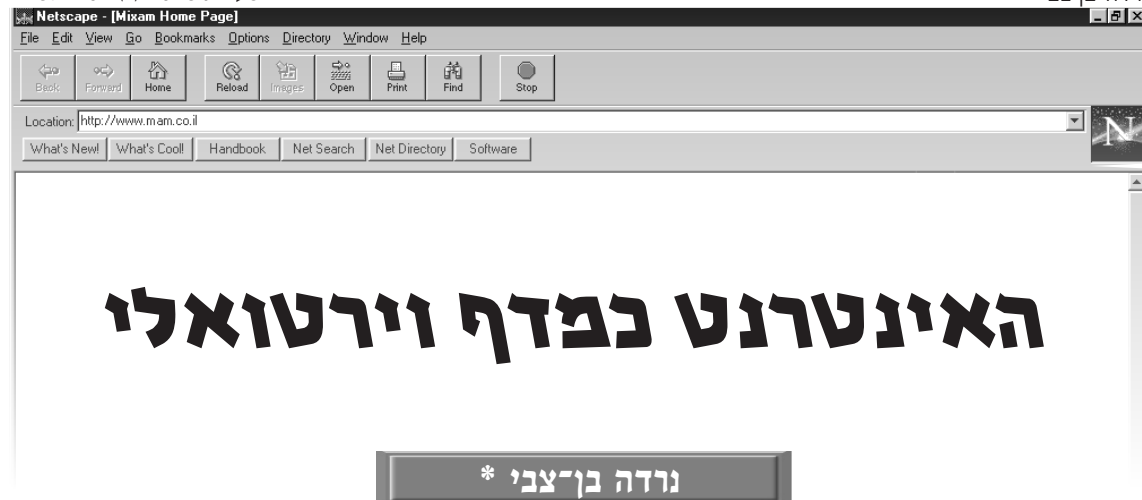 Netscape - [Mixam Home Page]
File Edit View Go Bookmarks Options Directory Window Help
Back Forward Home Reload Images Open Print Find Stop
Location: http://www.mam.co.il
What's New! What's Cool! Handbook Net Search Net Directory Software
N
האינטרנט כמדף וירטואלי
נרדה בן־צבי *